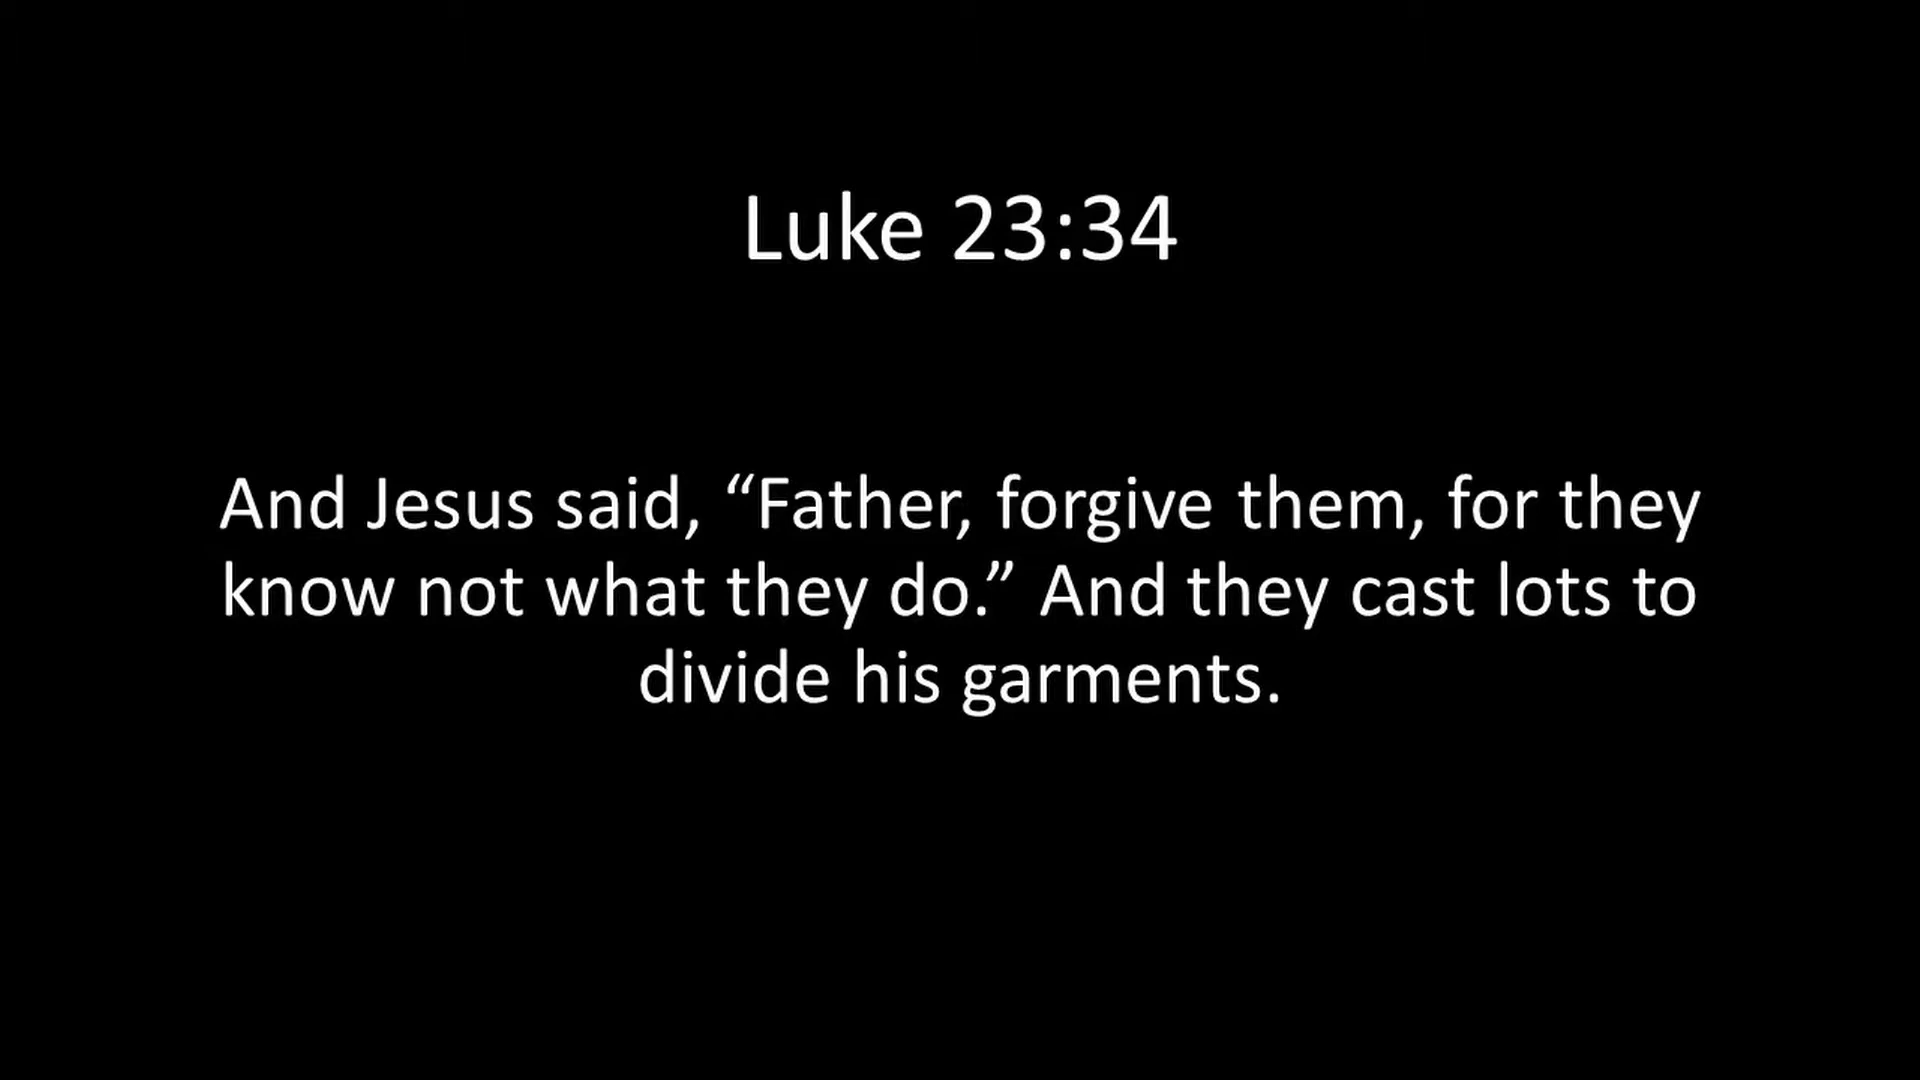 Luke 23:34
And Jesus said, “Father, forgive them, for they
know not what they do.” And they cast lots to
divide his garments.